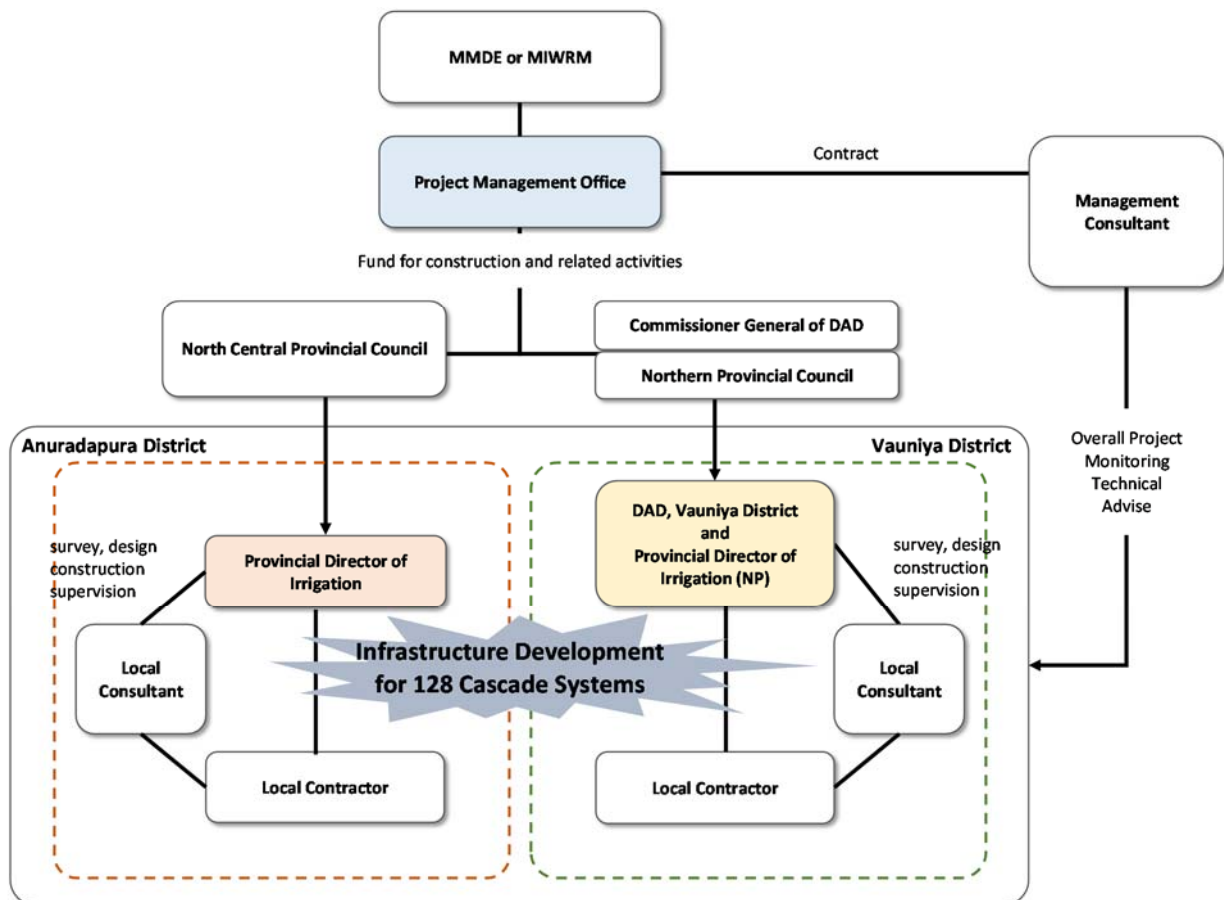 MMDE or MIWRM
Project Management Office
Contract
Management
Consultant
Fund for construction and related activities
North Central Provincial Council
Commissioner General of DAD
Northern Provincial Council
Anuradapura District
Vauniya District
Overall Project
Monitoring
Technical
Advise
survey, design
construction
supervision
Provincial Director of
Irrigation
DAD, Vauniya District
and
Provincial Director of
Irrigation (NP)
survey, design
construction
supervision
Infrastructure Development
for 128 Cascade Systems
Local
Consultant
Local
Consultant
Local Contractor
Local Contractor